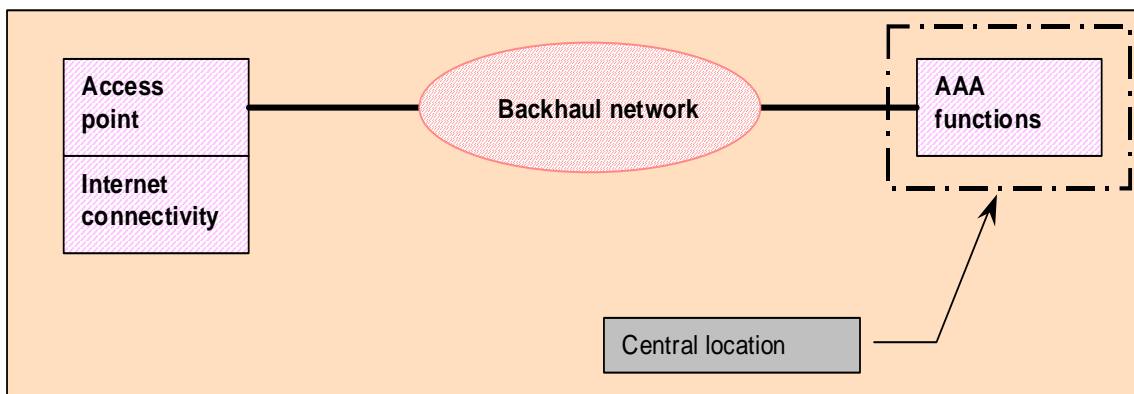 Access
point
Internet
connectivity
Backhaul network
AAA
functions
Central location